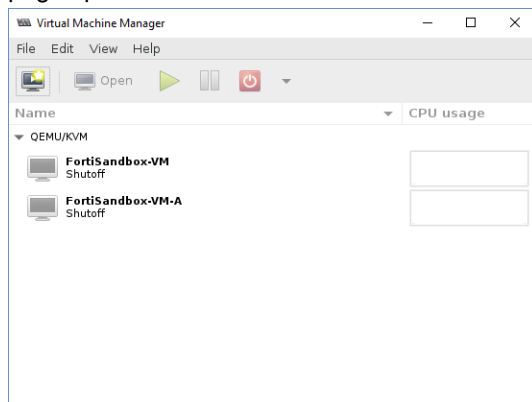 Virtual Machine Manager
File Edit View Help
Open
Name CPU usage
QEMU/KVM
FortiSandbox-VM
Shutoff
FortiSandbox-VM-A
Shutoff